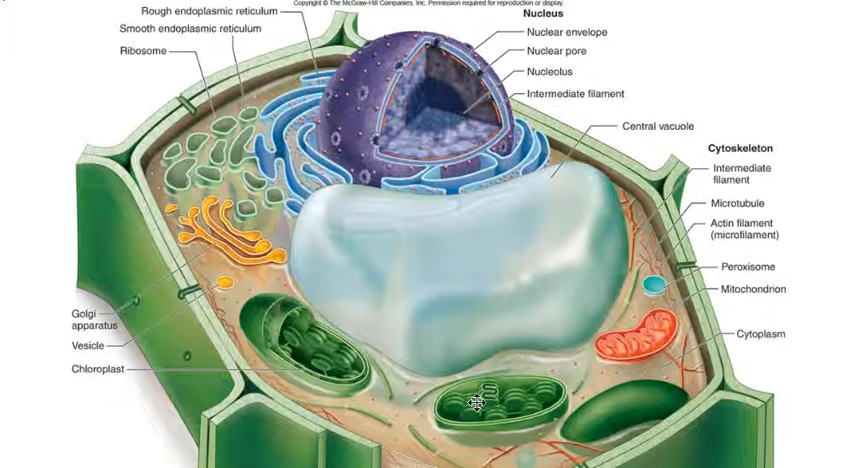 Copyright © The McGraw-Hill Companies, Inc. Permission required for reproduction or display.
Rough endoplasmic reticulum
Smooth endoplasmic reticulum
Ribosome
Nucleus
Nuclear envelope
Nuclear pore
Nucleolus
Intermediate filament
Central vacuole
Cytoskeleton
Intermediate
filament
Microtubule
Actin filament
(microfilament)
Peroxisome
Mitochondrion
Cytoplasm
Golgi
apparatus
Vesicle
Chloroplast